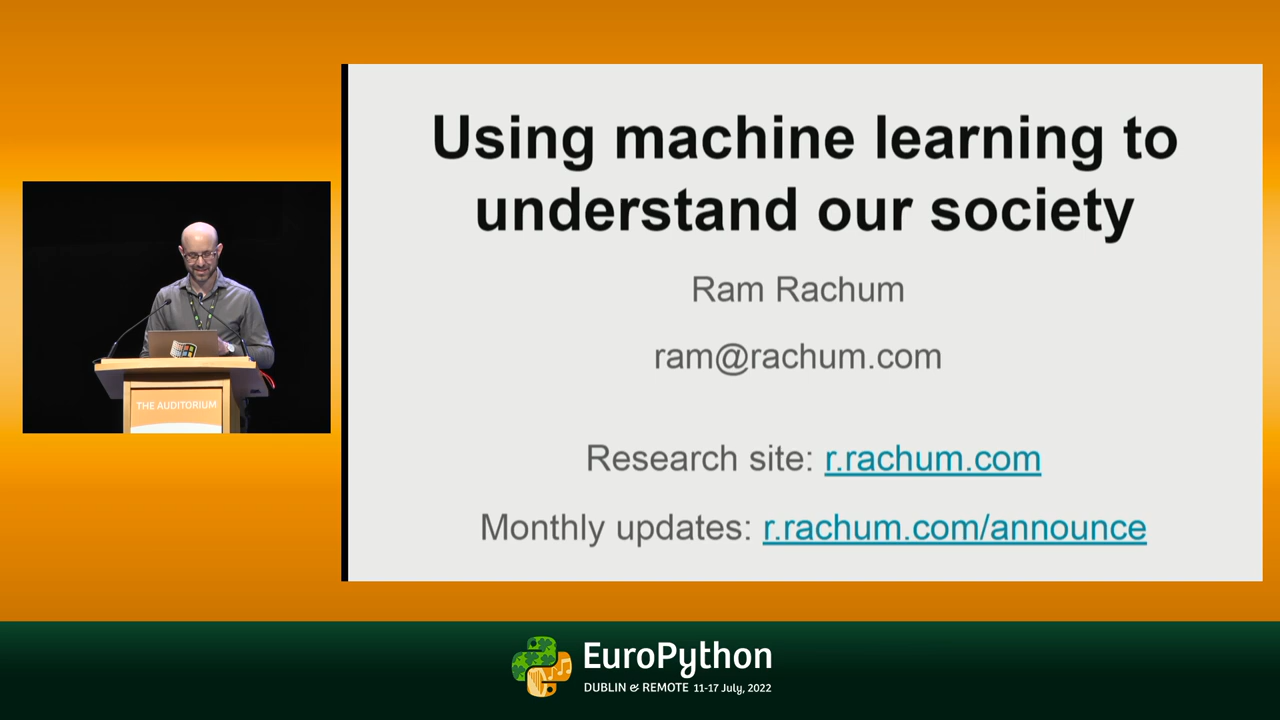 Using machine learning to
understand our society
Ram Rachum
ram@rachum.com
Research site: r.rachum.com
Monthly updates: r.rachum.com/announce
THE AUDITORIUM
EuroPython
DUBLIN & REMOTE 11-17 July, 2022